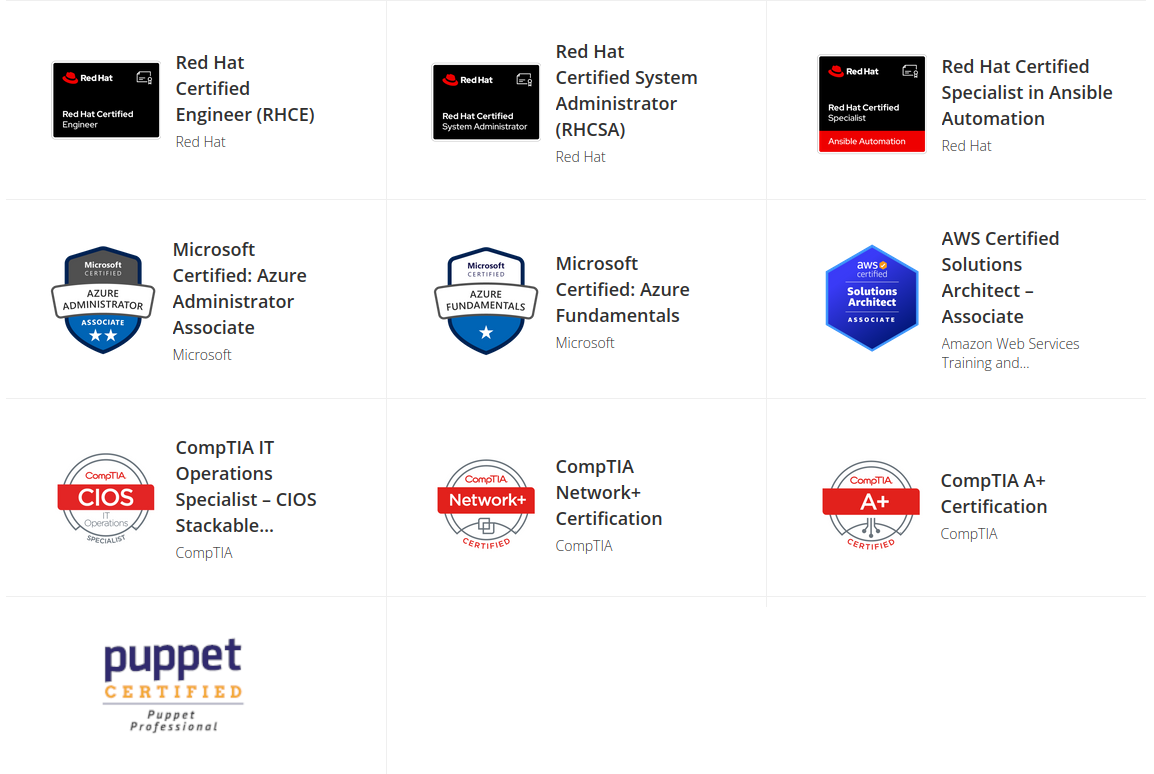 Red Hat
Red Hat Certified
Engineer
Red Hat
Certified
Engineer (RHCE)
Red Hat
Red Hat
Red Hat Certified
System Administrator
Red Hat
Certified System
Administrator
(RHCSA)
Red Hat
Red Hat
Red Hat Certified
Specialist
Ansible Automation
Red Hat Certified
Specialist in Ansible
Automation
Red Hat
Microsoft
CERTIFIED
AZURE
ADMINISTRATOR
ASSOCIATE
Microsoft
Certified: Azure
Administrator
Associate
Microsoft
Microsoft
CERTIFIED
AZURE
FUNDAMENTALS
Microsoft
Certified: Azure
Fundamentals
Microsoft
aws
certified
Solutions
Architect
ASSOCIATE
AWS Certified
Solutions
Architect –
Associate
Amazon Web Services
Training and...
CompTIA
CIOS
IT
Operations
SPECIALIST
CompTIA IT
Operations
Specialist – CIOS
Stackable...
CompTIA
CompTIA
Network+
CERTIFIED
CompTIA
Network+
Certification
CompTIA
CompTIA
A+
CERTIFIED
CompTIA A+
Certification
CompTIA
puppet
CERTIFIED
Puppet
Professional